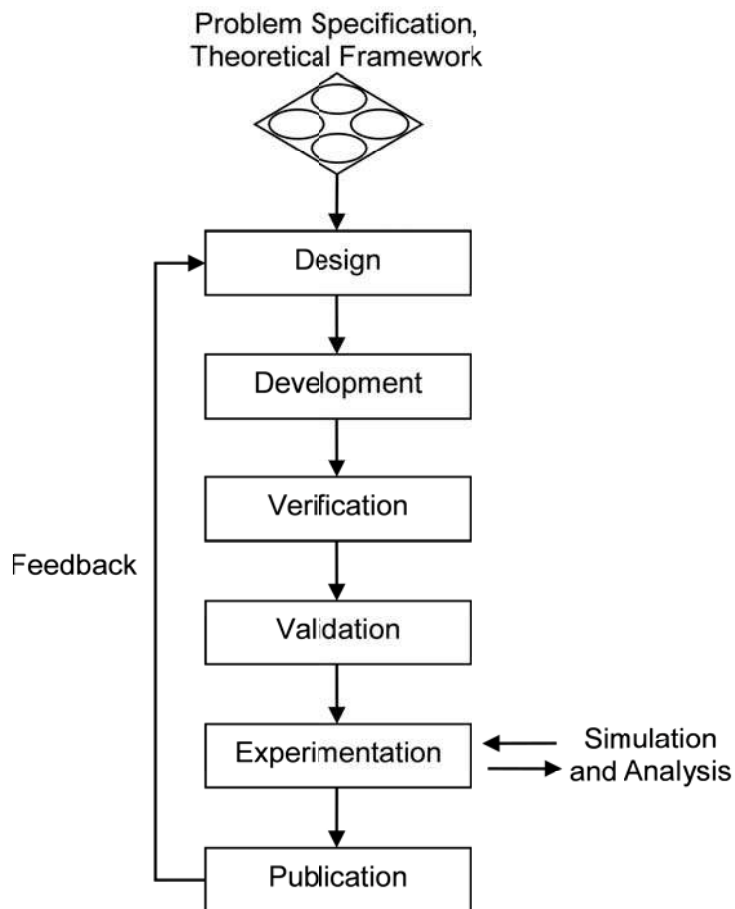 Problem Specification,
Theoretical Framework
Design
Development
Verification
Feedback
Validation
Experimentation
Simulation
and Analysis
Publication